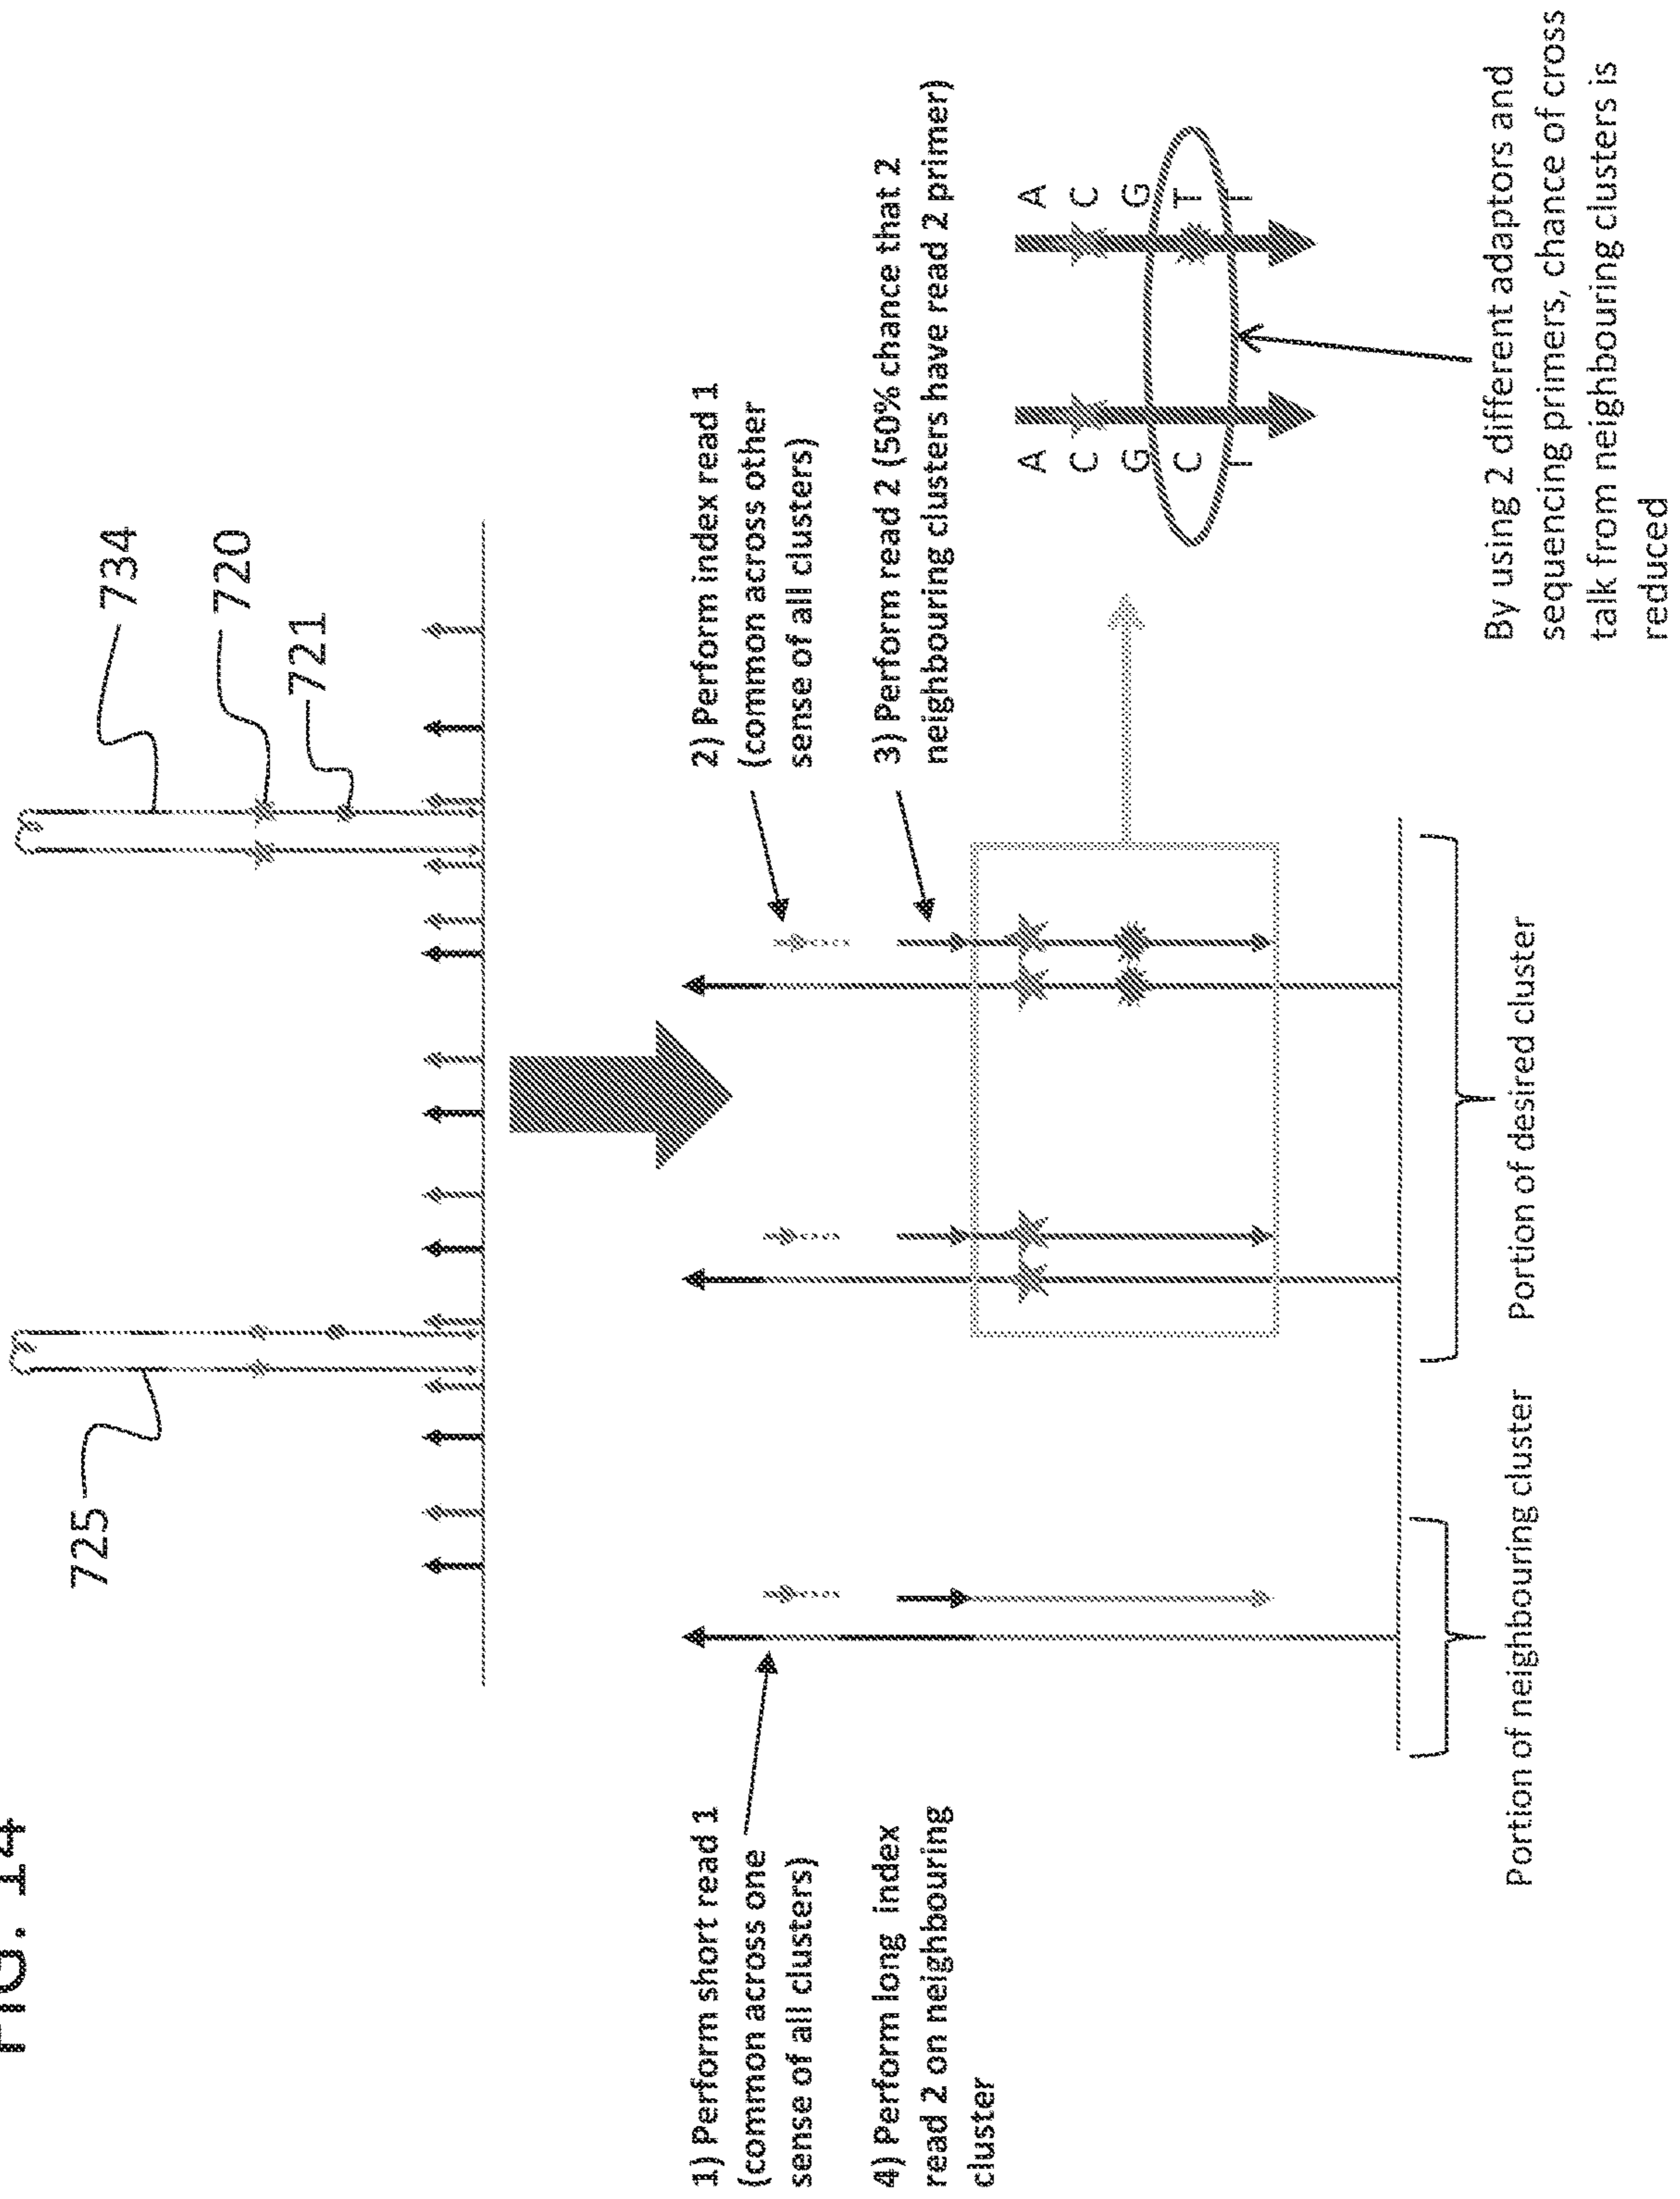 FIG. 14
725
734
720
721
1) Perform short read 1
(common across one
sense of all clusters)
4) Perform long index
read 2 on neighbouring
cluster
2) Perform index read 1
(common across other
sense of all clusters)
3) Perform read 2 (50% chance that 2
neighbouring clusters have read 2 primer)
A
C
G
C
T
A
C
G
T
T
Portion of neighbouring cluster
Portion of desired cluster
By using 2 different adaptors and
sequencing primers, chance of cross
talk from neighbouring clusters is
reduced